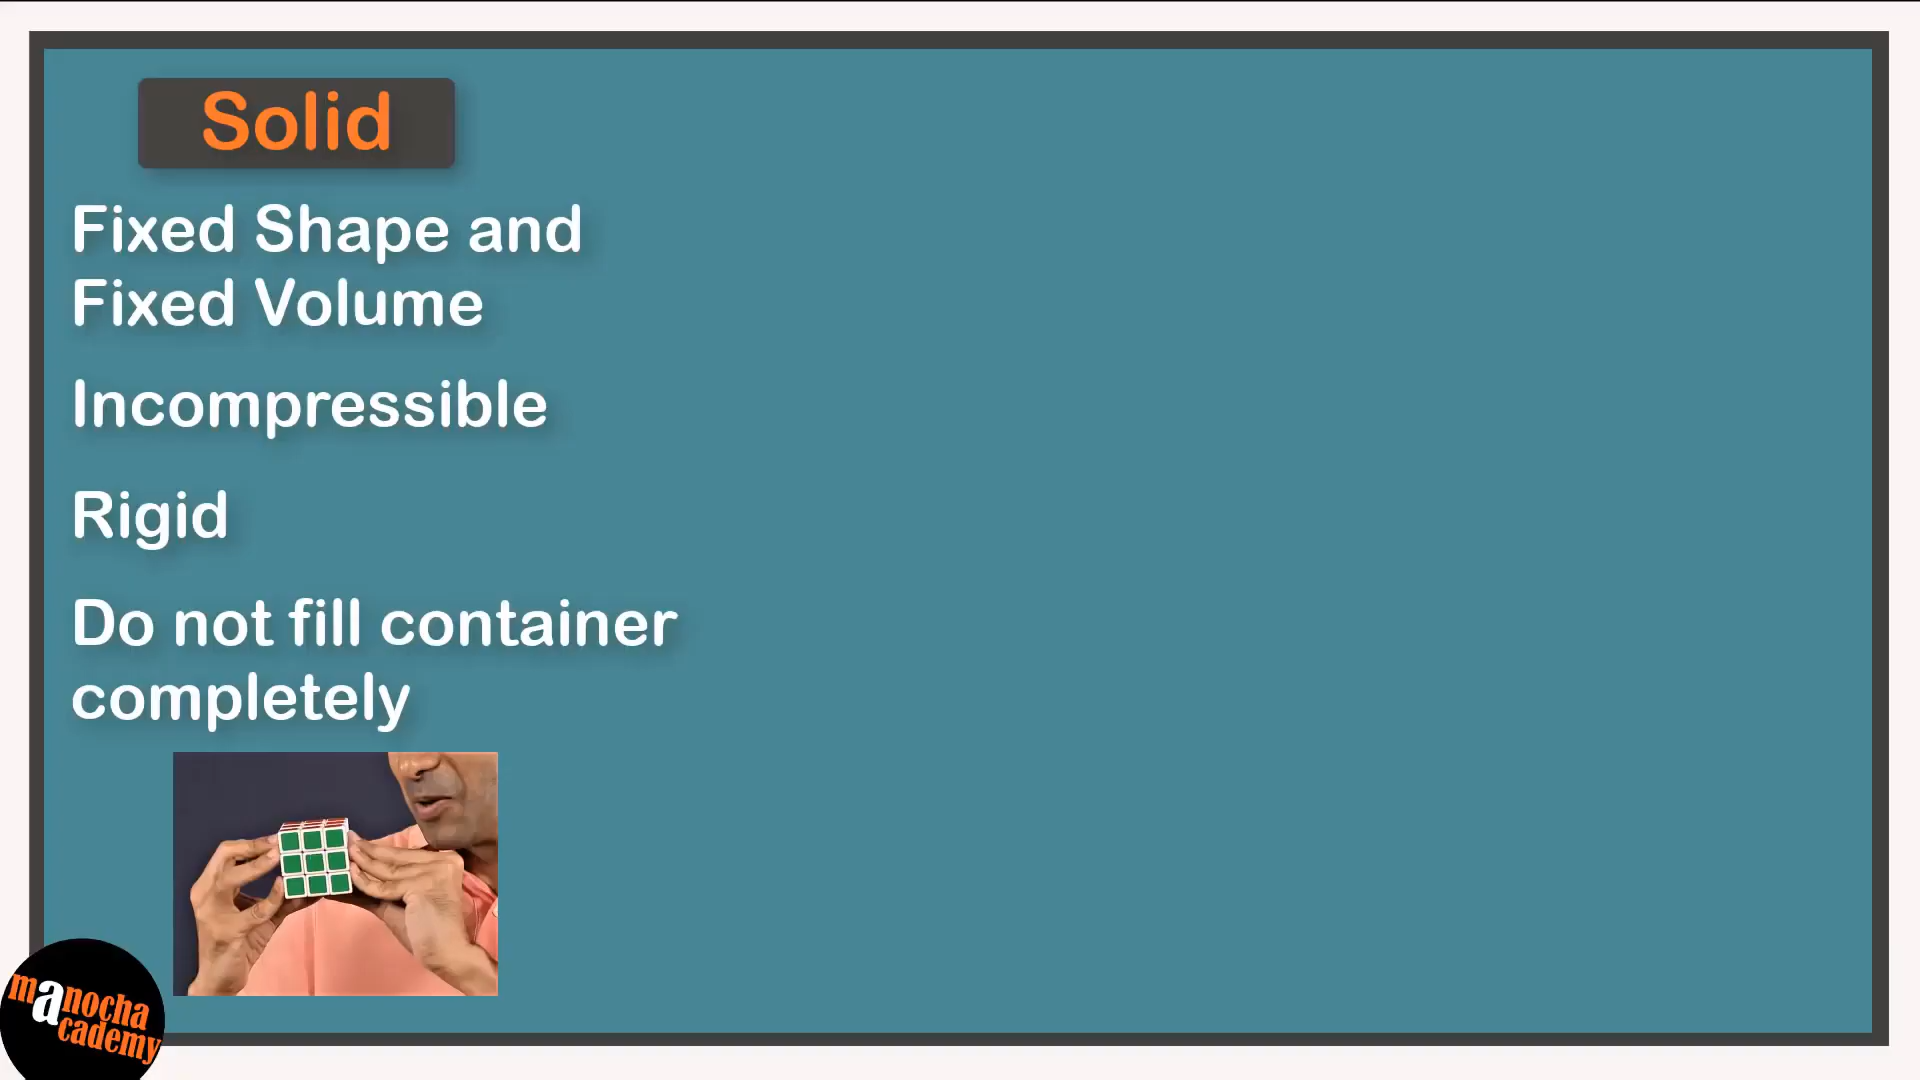 Solid
Fixed Shape and
Fixed Volume
Incompressible
Rigid
Do not fill container
completely
manocha
academy